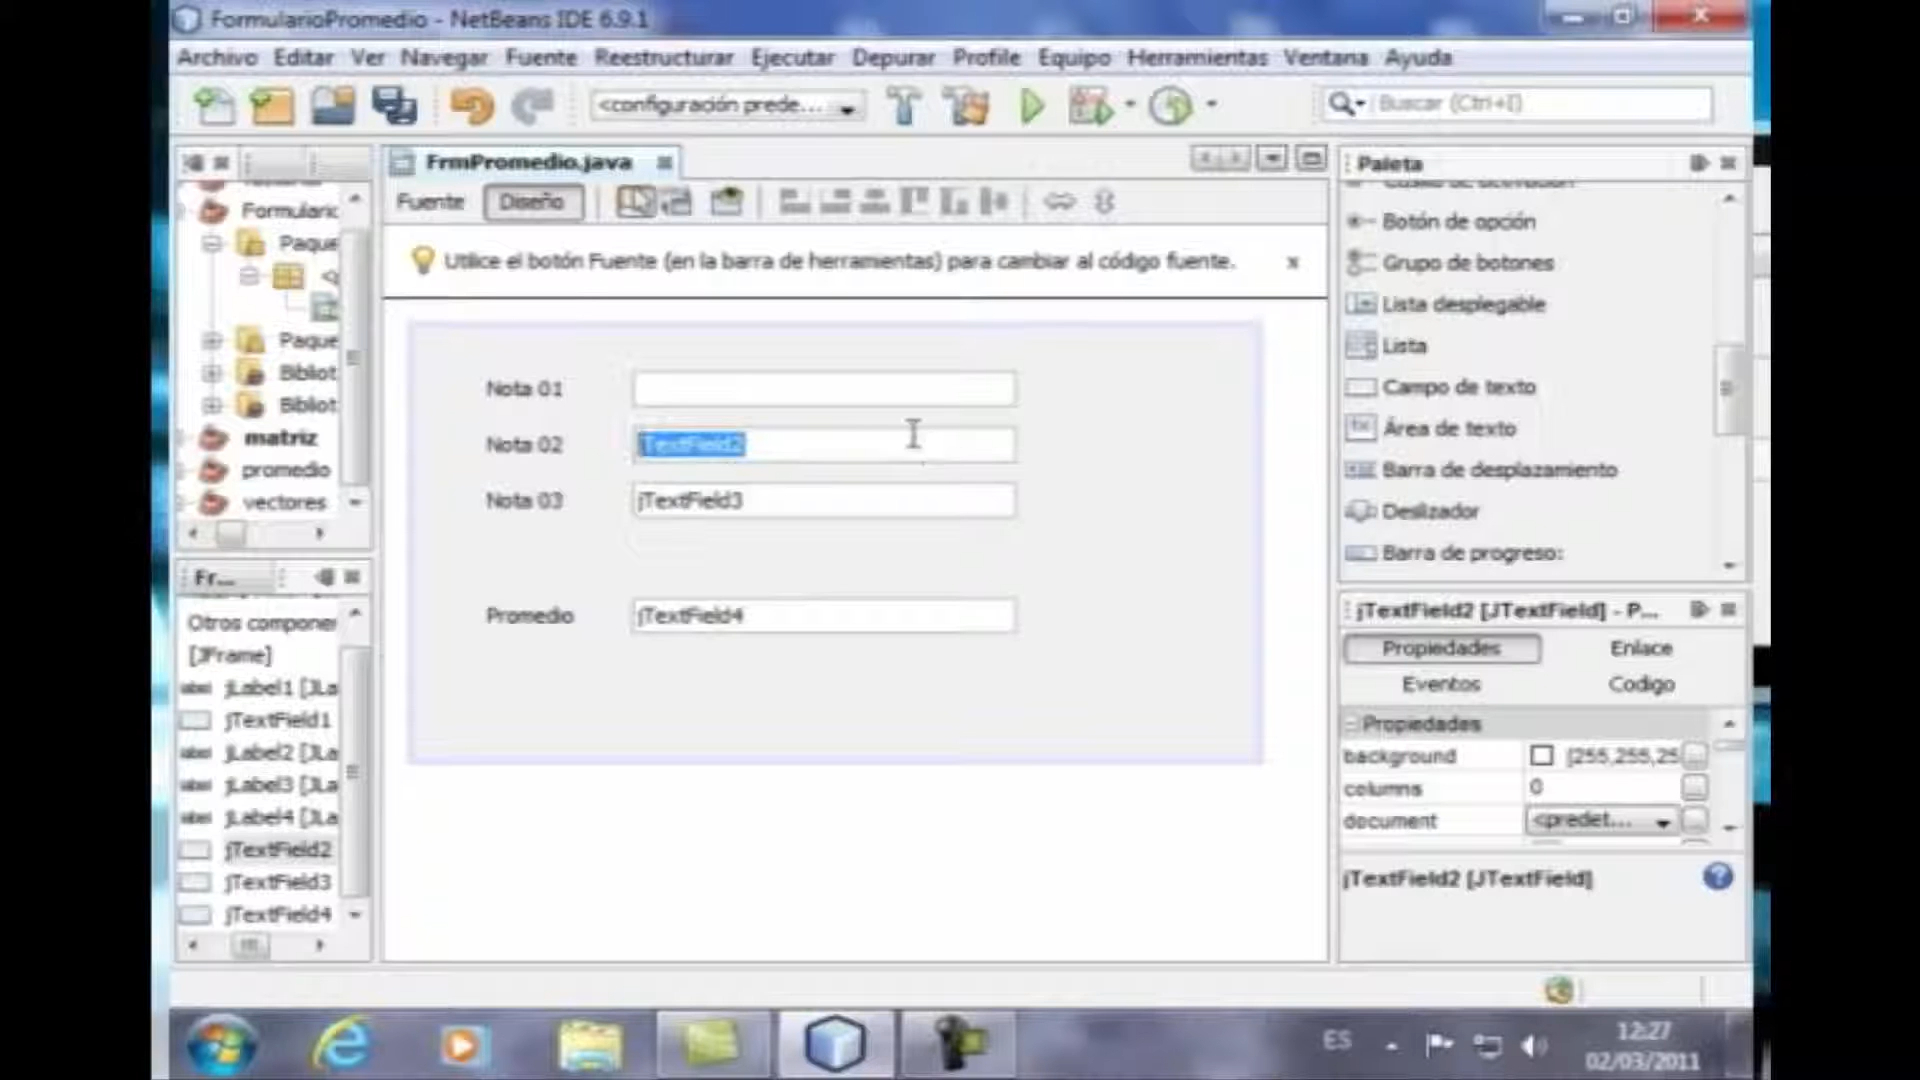 FormularioPromedio - NetBeans IDE 6.9.1
Archivo Editar Ver Navegar Fuente Reestructurar Ejecutar Depurar Profile Equipo Herramientas Ventana Ayuda
<configuración prede... Buscar (Ctrl+I)
FrmPromedio.java
Fuente Diseño
Utilice el botón Fuente (en la barra de herramientas) para cambiar al código fuente. x
Formularic
Paque
Paque
Bibliot
Bibliot
matriz
promedio
vectores
Nota 01
Nota 02 jTextField2
Nota 03 jTextField3
Promedio jTextField4
Paleta
Botón de opción
Grupo de botones
Lista desplegable
Lista
Campo de texto
Área de texto
Barra de desplazamiento
Deslizador
Barra de progreso:
Fr...
Otros componer
[JFrame]
label jLabel1 [JLa
jTextField1
label jLabel2 [JLa
label jLabel3 [JLa
label jLabel4 [JLa
jTextField2
jTextField3
jTextField4
jTextField2 [JTextField] - P...
Propiedades Enlace
Eventos Codigo
Propiedades
background [255,255,25
columns 0
document <predet...
jTextField2 [JTextField]
ES 12:27
02/03/2011